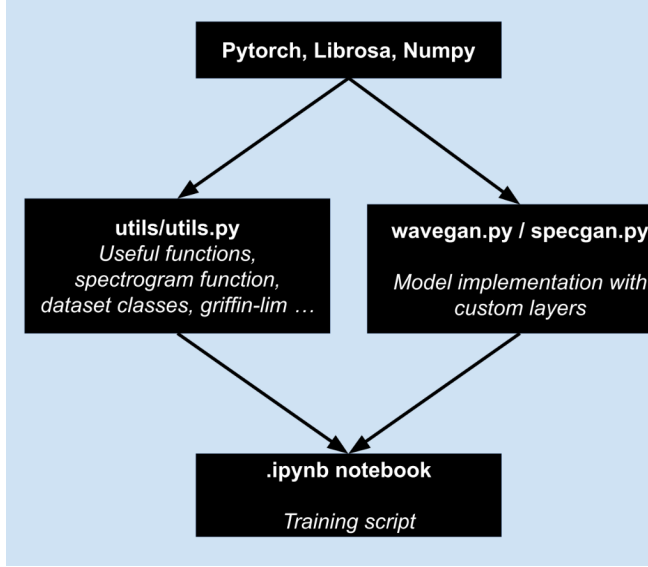 Pytorch, Librosa, Numpy
utils/utils.py
Useful functions,
spectrogram function,
dataset classes, griffin-lim …
wavegan.py / specgan.py
Model implementation with
custom layers
.ipynb notebook
Training script